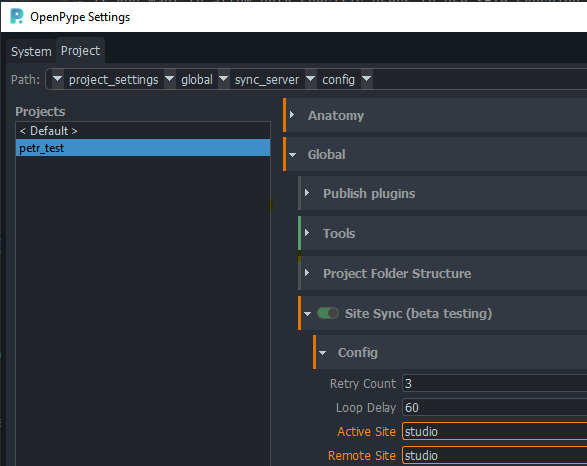 OpenPype Settings
System Project
Path: project_settings global sync_server config
Projects
< Default >
petr_test
Anatomy
Global
Publish plugins
Tools
Project Folder Structure
Site Sync (beta testing)
Config
Retry Count 3
Loop Delay 60
Active Site studio
Remote Site studio